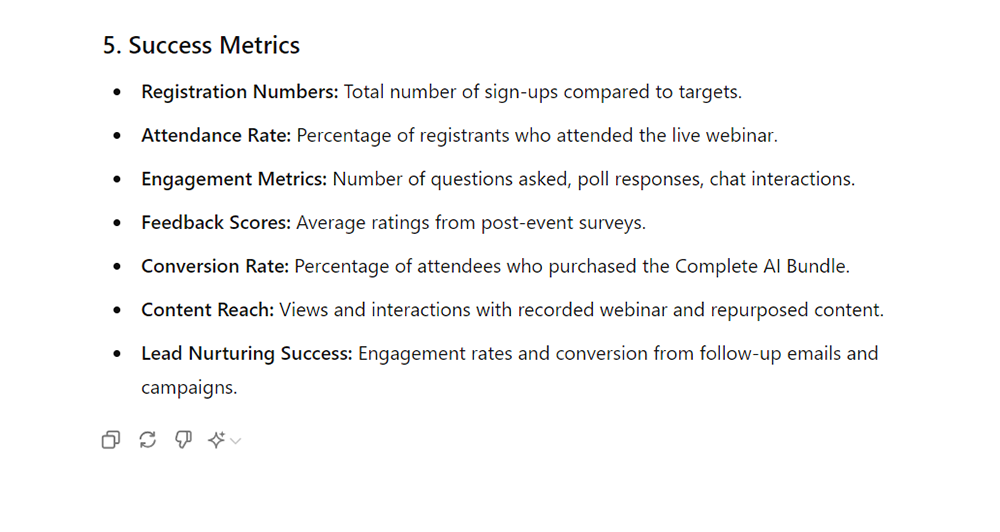 5. Success Metrics
Registration Numbers: Total number of sign-ups compared to targets.
Attendance Rate: Percentage of registrants who attended the live webinar.
Engagement Metrics: Number of questions asked, poll responses, chat interactions.
Feedback Scores: Average ratings from post-event surveys.
Conversion Rate: Percentage of attendees who purchased the Complete AI Bundle.
Content Reach: Views and interactions with recorded webinar and repurposed content.
Lead Nurturing Success: Engagement rates and conversion from follow-up emails and
campaigns.